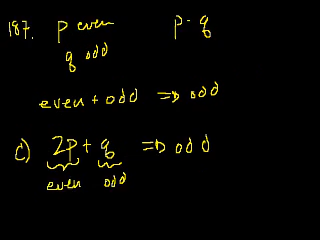 187. p even p - q
q odd
even + odd => odd
C) 2p + q => odd
even odd